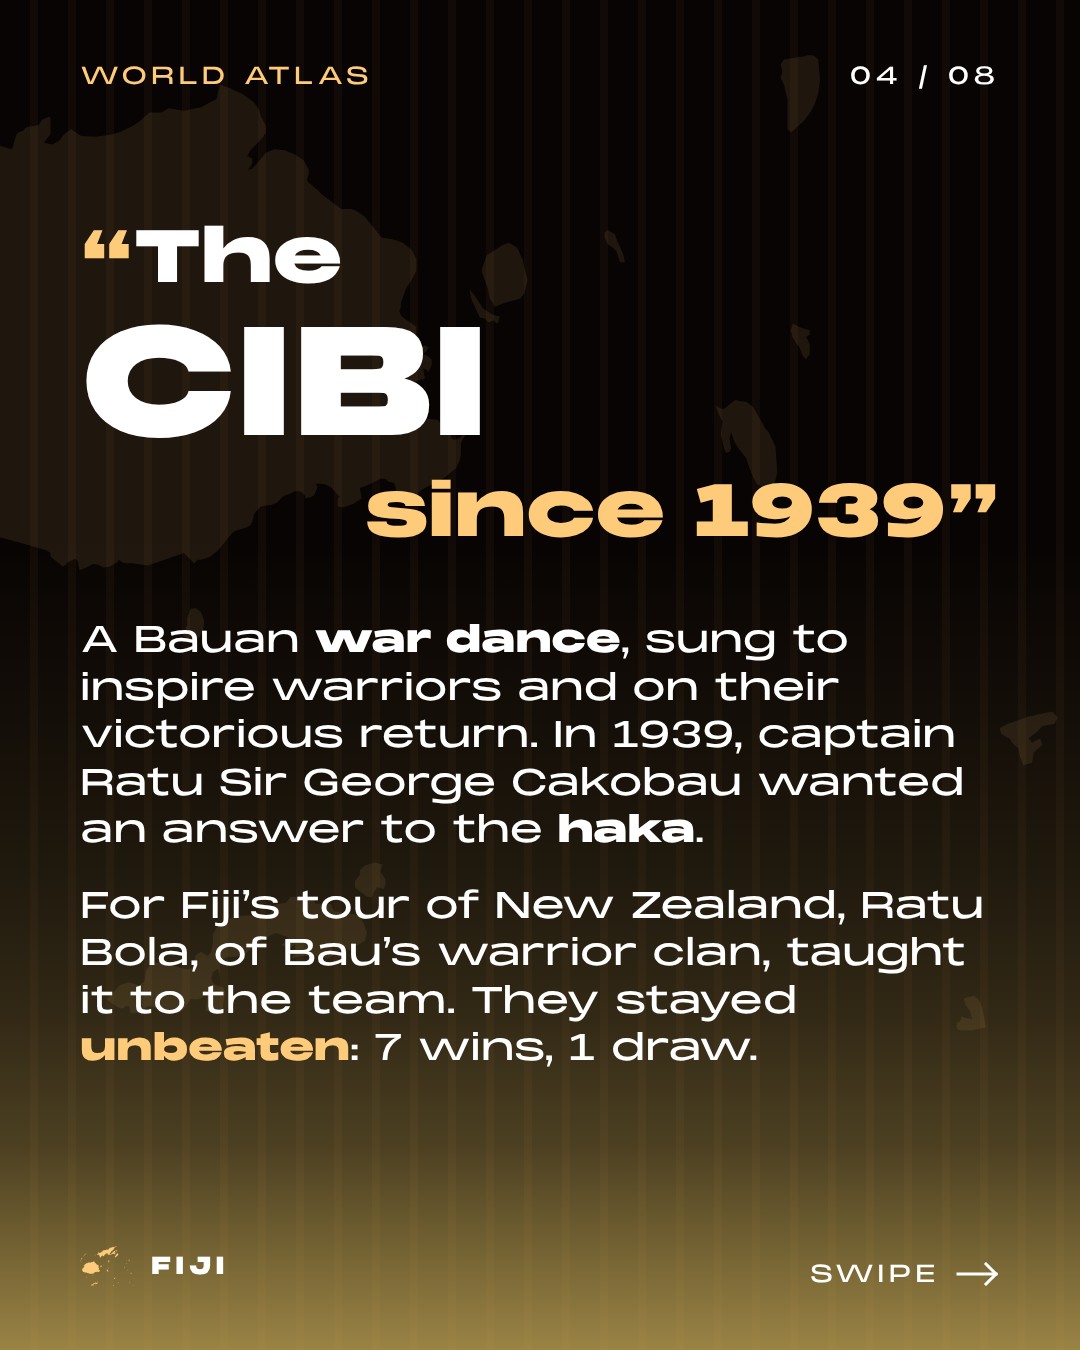 WORLD ATLAS
04 / 08
“The
CIBI
since 1939”
A Bauan war dance, sung to
inspire warriors and on their
victorious return. In 1939, captain
Ratu Sir George Cakobau wanted
an answer to the haka.
For Fiji’s tour of New Zealand, Ratu
Bola, of Bau’s warrior clan, taught
it to the team. They stayed
unbeaten: 7 wins, 1 draw.
FIJI
SWIPE →